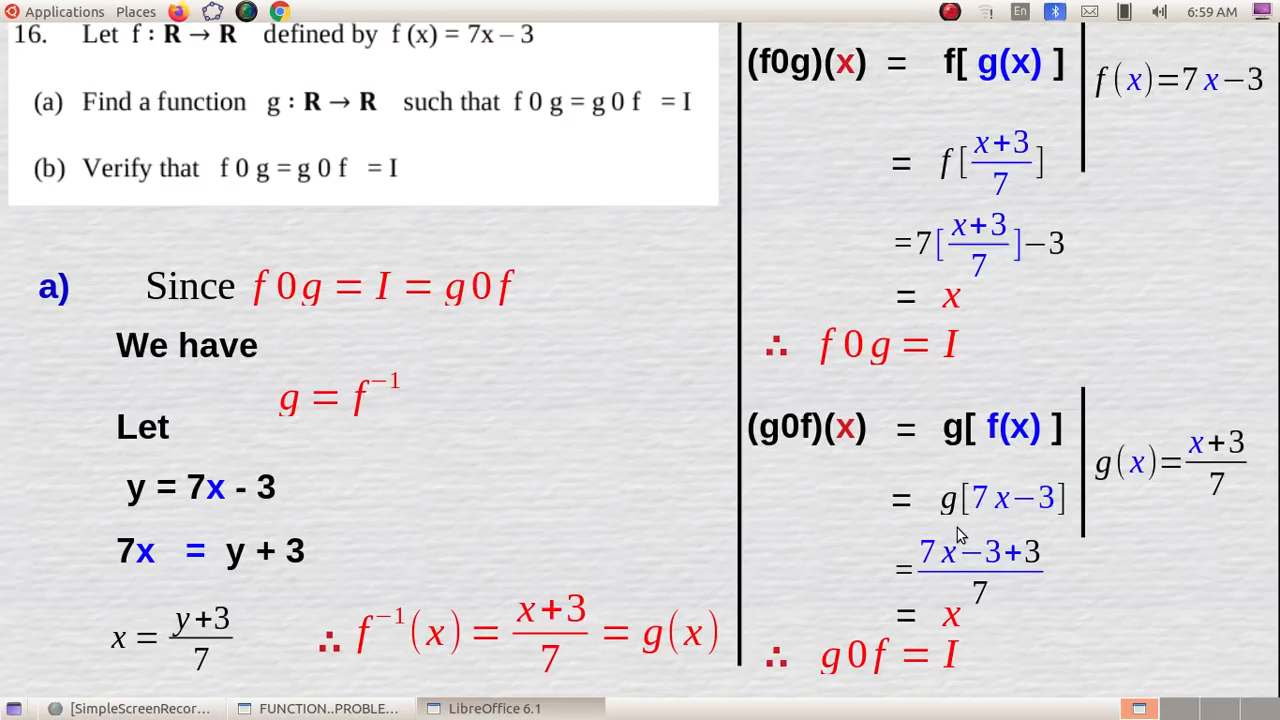 Applications Places En 6:59 AM
16. Let f : R → R defined by f (x) = 7x – 3
(a) Find a function g : R → R such that f 0 g = g 0 f = I
(b) Verify that f 0 g = g 0 f = I
a) Since f 0 g = I = g 0 f
We have
g = f⁻¹
Let
y = 7x - 3
7x = y + 3
x = (y+3)/7 ∴ f⁻¹(x) = (x+3)/7 = g(x)
(f0g)(x) = f[ g(x) ] f(x)=7x−3
= f[(x+3)/7]
=7[(x+3)/7]−3
= x
∴ f 0 g = I
(g0f)(x) = g[ f(x) ] g(x)=(x+3)/7
= g[7x−3]
=(7x−3+3)/7
= x
∴ g 0 f = I
[SimpleScreenRecor... FUNCTION..PROBLE... LibreOffice 6.1